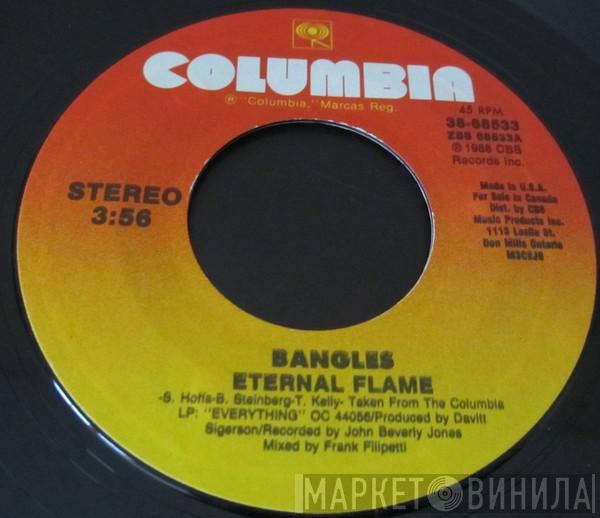 COLUMBIA
® "Columbia," Marcas Reg.
45 RPM
38-68533
ZSS 68533A
℗ 1988 CBS
Records Inc.
STEREO
3:56
Made in U.S.A.
For Sale in Canada
Dist. by CBS
Music Products Inc.
1113 Leslie St.
Don Mills Ontario
M3C2J9
BANGLES
ETERNAL FLAME
-S. Hoffs-B. Steinberg-T. Kelly- Taken From The Columbia
LP: "EVERYTHING" OC 44056/Produced by Davitt
Sigerson/Recorded by John Beverly Jones
Mixed by Frank Filipetti
МАРКЕТ ВИНИЛА